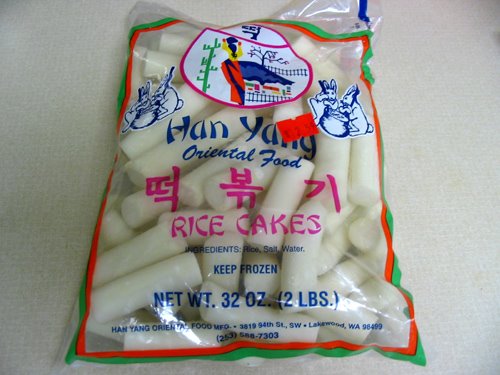 떡
Han Yang
Oriental Food
떡 볶 기
RICE CAKES
INGREDIENTS: Rice, Salt, Water.
KEEP FROZEN
NET WT. 32 OZ. (2 LBS.)
HAN YANG ORIENTAL FOOD MFG. • 3819 94th St., SW • Lakewood, WA 98499
(253) 588-7303